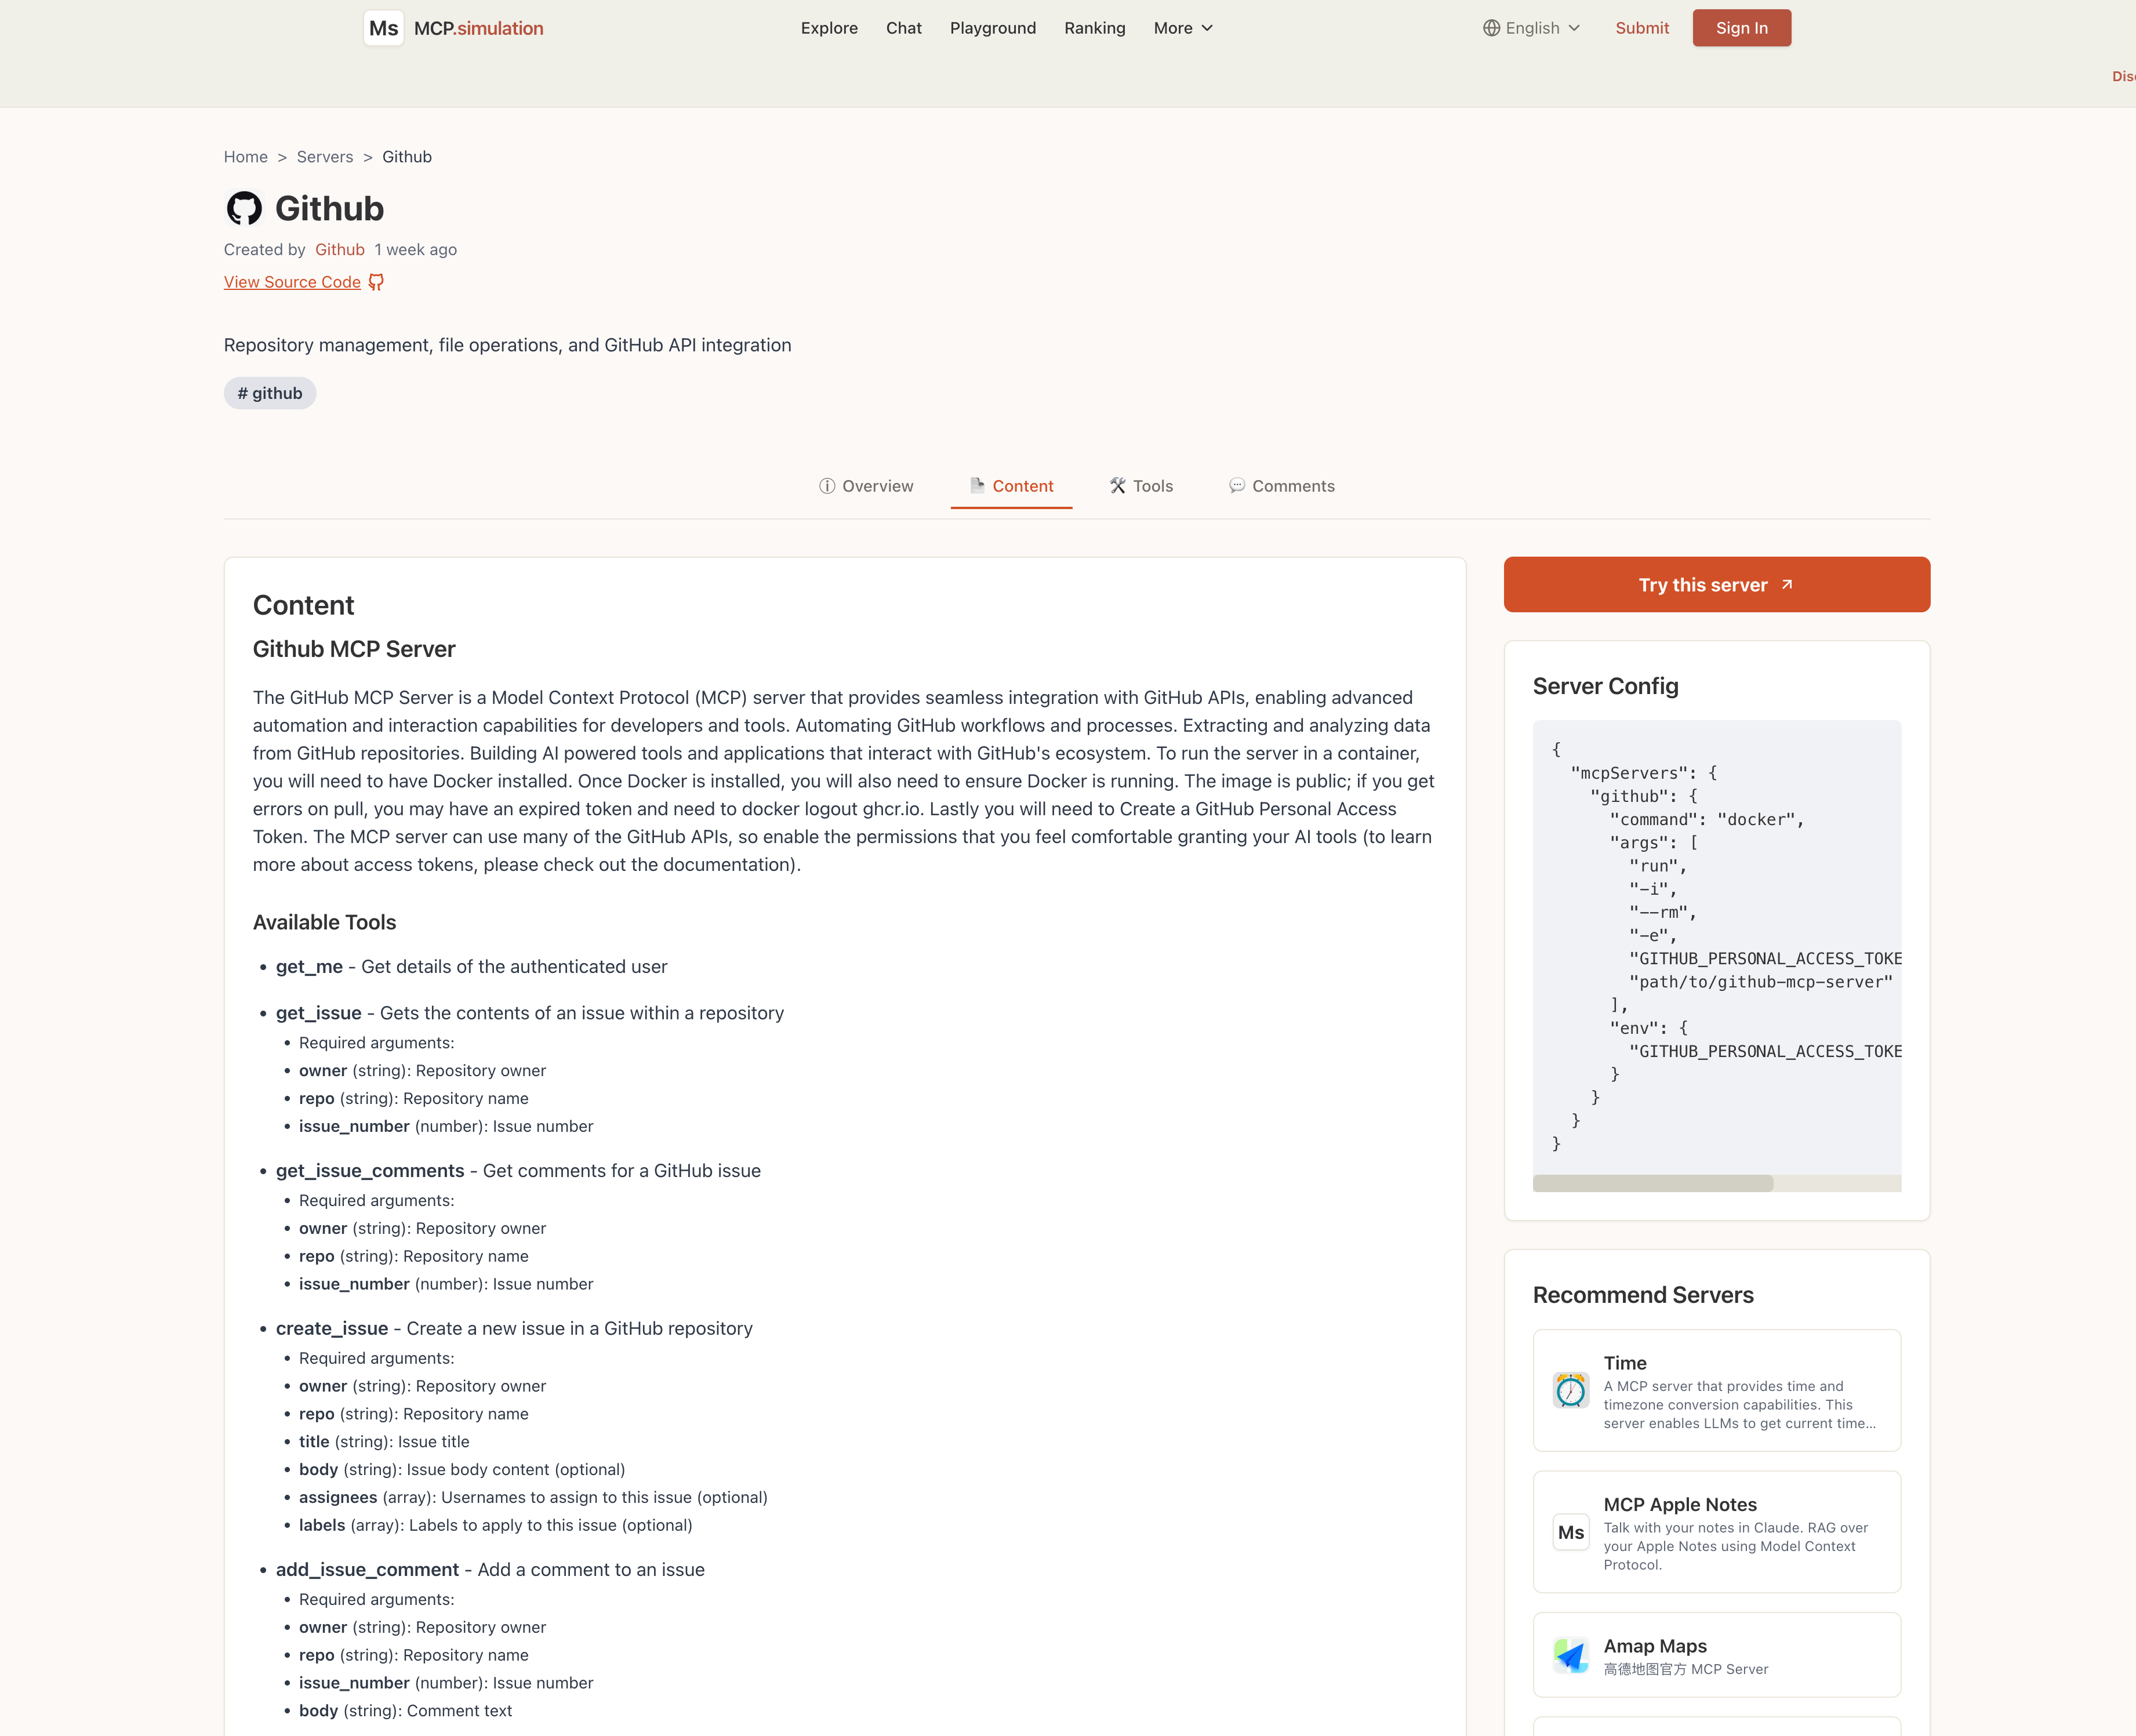 Ms MCP.simulation Explore Chat Playground Ranking More English Submit Sign In
Home > Servers > Github
Github
Created by Github 1 week ago
View Source Code
Repository management, file operations, and GitHub API integration
# github
Overview Content Tools Comments
Content
Github MCP Server
The GitHub MCP Server is a Model Context Protocol (MCP) server that provides seamless integration with GitHub APIs, enabling advanced
automation and interaction capabilities for developers and tools. Automating GitHub workflows and processes. Extracting and analyzing data
from GitHub repositories. Building AI powered tools and applications that interact with GitHub's ecosystem. To run the server in a container,
you will need to have Docker installed. Once Docker is installed, you will also need to ensure Docker is running. The image is public; if you get
errors on pull, you may have an expired token and need to docker logout ghcr.io. Lastly you will need to Create a GitHub Personal Access
Token. The MCP server can use many of the GitHub APIs, so enable the permissions that you feel comfortable granting your AI tools (to learn
more about access tokens, please check out the documentation).
Available Tools
• get_me - Get details of the authenticated user
• get_issue - Gets the contents of an issue within a repository
• Required arguments:
• owner (string): Repository owner
• repo (string): Repository name
• issue_number (number): Issue number
• get_issue_comments - Get comments for a GitHub issue
• Required arguments:
• owner (string): Repository owner
• repo (string): Repository name
• issue_number (number): Issue number
• create_issue - Create a new issue in a GitHub repository
• Required arguments:
• owner (string): Repository owner
• repo (string): Repository name
• title (string): Issue title
• body (string): Issue body content (optional)
• assignees (array): Usernames to assign to this issue (optional)
• labels (array): Labels to apply to this issue (optional)
• add_issue_comment - Add a comment to an issue
• Required arguments:
• owner (string): Repository owner
• repo (string): Repository name
• issue_number (number): Issue number
• body (string): Comment text
Try this server
Server Config
{
"mcpServers": {
"github": {
"command": "docker",
"args": [
"run",
"-i",
"--rm",
"-e",
"GITHUB_PERSONAL_ACCESS_TOKE
"path/to/github-mcp-server"
],
"env": {
"GITHUB_PERSONAL_ACCESS_TOKE
}
}
}
}
Recommend Servers
Time
A MCP server that provides time and
timezone conversion capabilities. This
server enables LLMs to get current time...
Ms
MCP Apple Notes
Talk with your notes in Claude. RAG over
your Apple Notes using Model Context
Protocol.
Amap Maps
高德地图官方 MCP Server